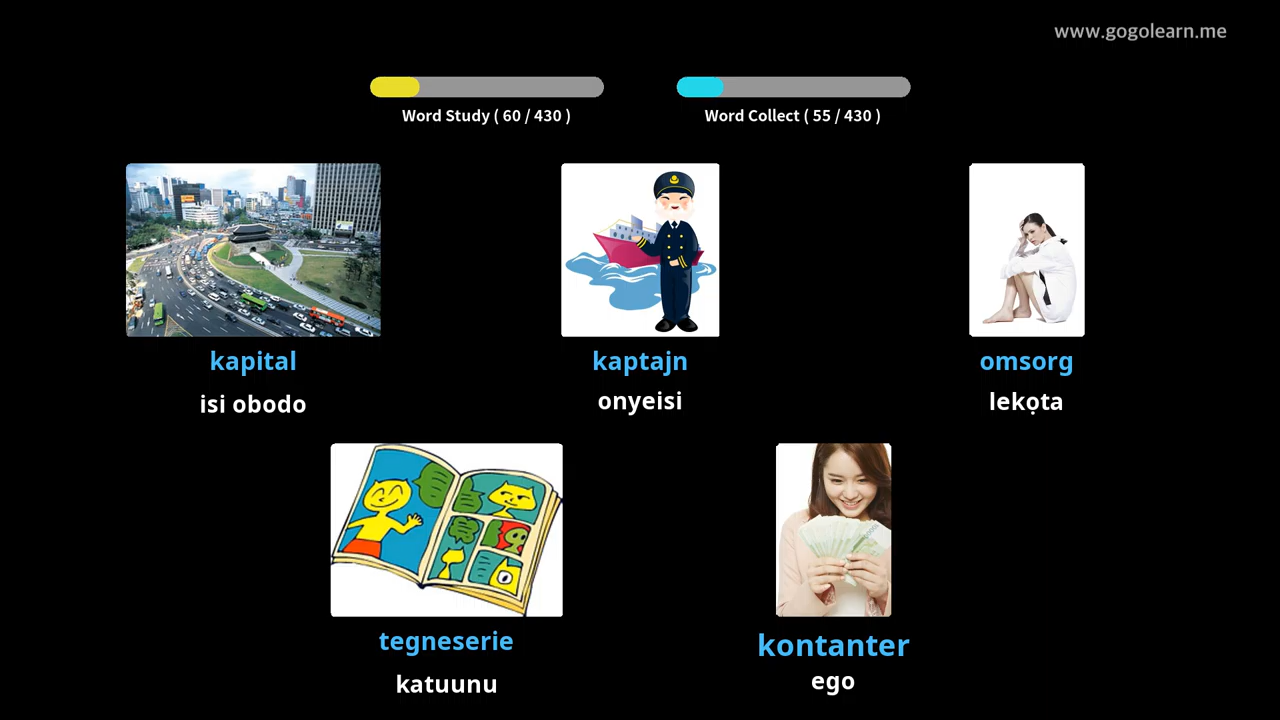 www.gogolearn.me
Word Study ( 60 / 430 )
Word Collect ( 55 / 430 )
kapital
kaptajn
omsorg
isi obodo
onyeisi
lekọta
tegneserie
kontanter
katuunu
ego